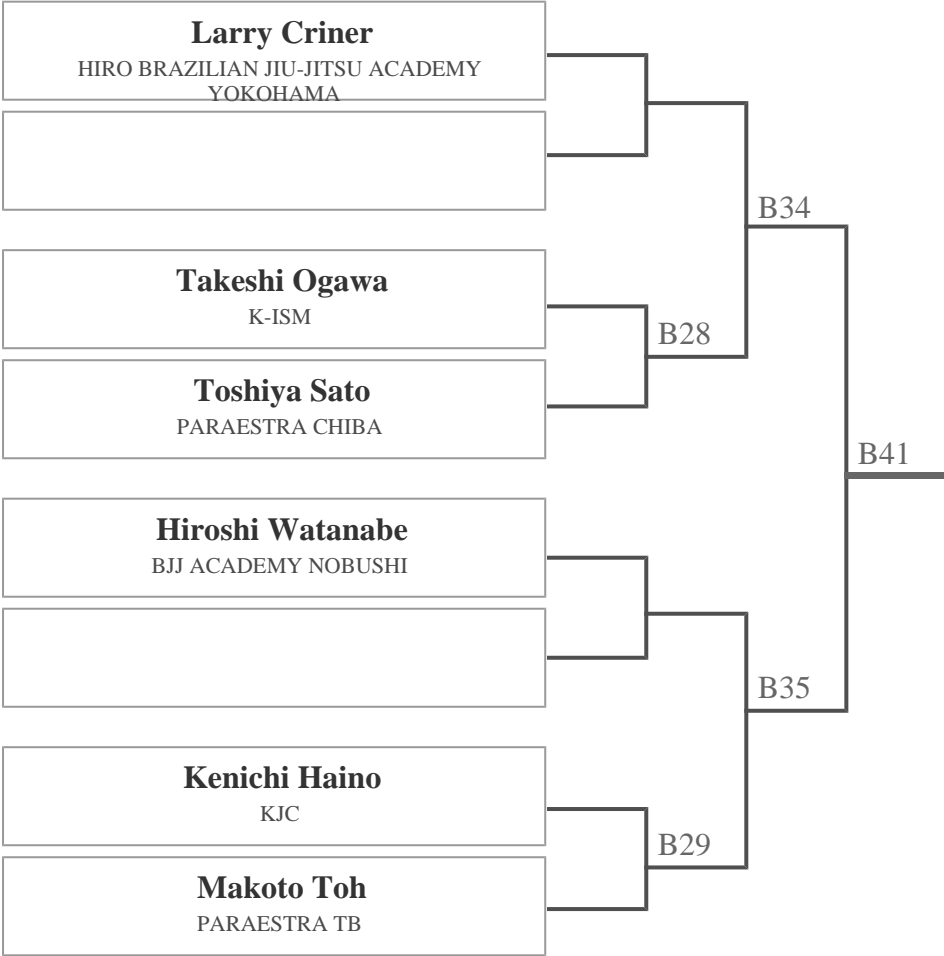 Larry Criner
HIRO BRAZILIAN JIU-JITSU ACADEMY
YOKOHAMA
B34
Takeshi Ogawa
K-ISM
B28
Toshiya Sato
PARAESTRA CHIBA
B41
Hiroshi Watanabe
BJJ ACADEMY NOBUSHI
B35
Kenichi Haino
KJC
B29
Makoto Toh
PARAESTRA TB